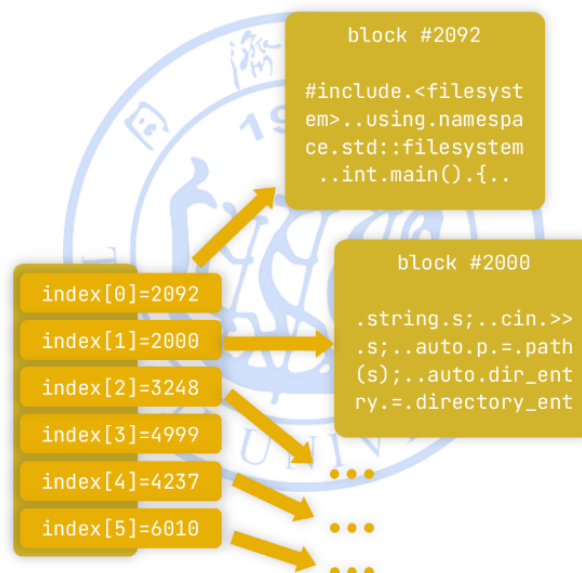 block #2092
#include.<filesyst
em>..using.namespa
ce.std::filesystem
..int.main().{..
block #2000
.string.s;..cin.>>
.s;..auto.p.=.path
(s);..auto.dir_ent
ry.=.directory_ent
index[0]=2092
index[1]=2000
index[2]=3248
index[3]=4999
index[4]=4237
index[5]=6010
...
...
...